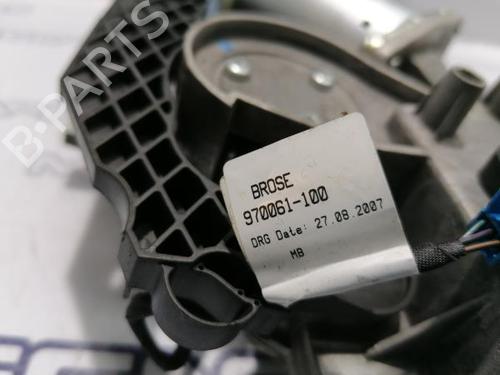 B-PARTS
BROSE
970061-100
DRG Date: 27.08.2007
MB